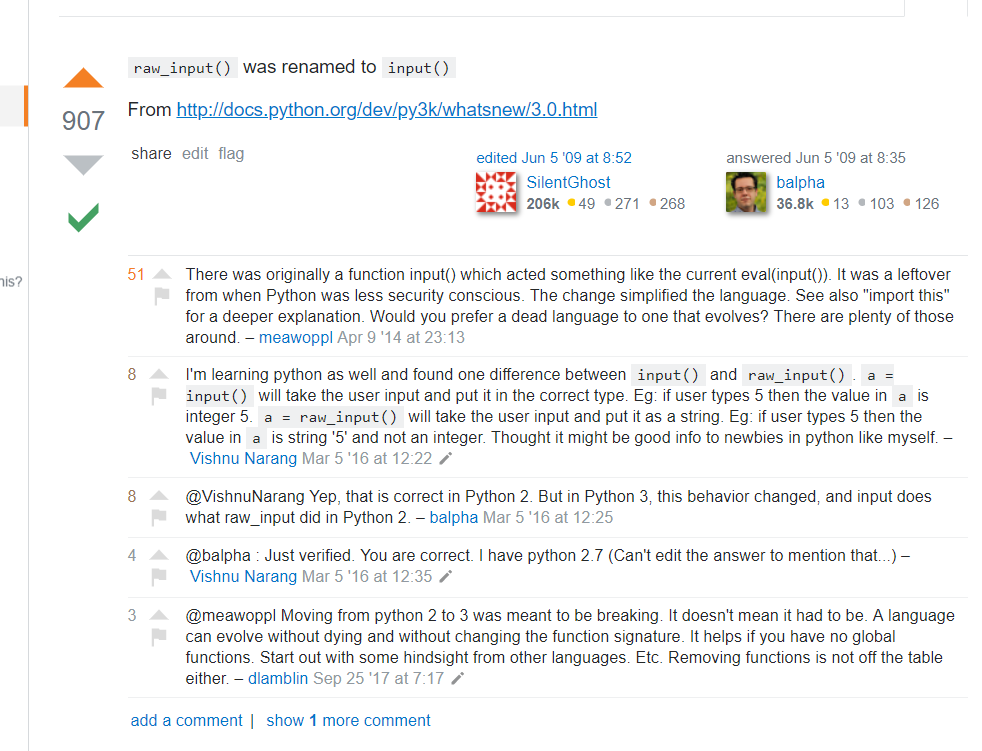 raw_input() was renamed to input()
907
From http://docs.python.org/dev/py3k/whatsnew/3.0.html
share edit flag
edited Jun 5 '09 at 8:52
SilentGhost
206k 49 271 268
answered Jun 5 '09 at 8:35
balpha
36.8k 13 103 126
his?
51
There was originally a function input() which acted something like the current eval(input()). It was a leftover
from when Python was less security conscious. The change simplified the language. See also "import this"
for a deeper explanation. Would you prefer a dead language to one that evolves? There are plenty of those
around. – meawoppl Apr 9 '14 at 23:13
8
I'm learning python as well and found one difference between input() and raw_input() . a =
input() will take the user input and put it in the correct type. Eg: if user types 5 then the value in a is
integer 5. a = raw_input() will take the user input and put it as a string. Eg: if user types 5 then the
value in a is string '5' and not an integer. Thought it might be good info to newbies in python like myself. –
Vishnu Narang Mar 5 '16 at 12:22
8
@VishnuNarang Yep, that is correct in Python 2. But in Python 3, this behavior changed, and input does
what raw_input did in Python 2. – balpha Mar 5 '16 at 12:25
4
@balpha : Just verified. You are correct. I have python 2.7 (Can't edit the answer to mention that...) –
Vishnu Narang Mar 5 '16 at 12:35
3
@meawoppl Moving from python 2 to 3 was meant to be breaking. It doesn't mean it had to be. A language
can evolve without dying and without changing the function signature. It helps if you have no global
functions. Start out with some hindsight from other languages. Etc. Removing functions is not off the table
either. – dlamblin Sep 25 '17 at 7:17
add a comment | show 1 more comment